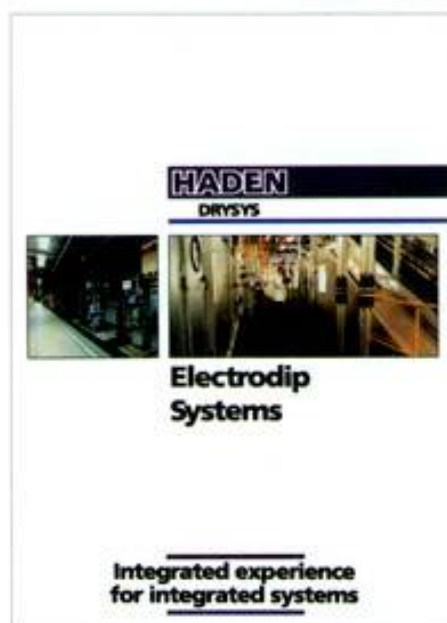 HADEN
DRYSYS
Electrodip
Systems
Integrated experience
for integrated systems